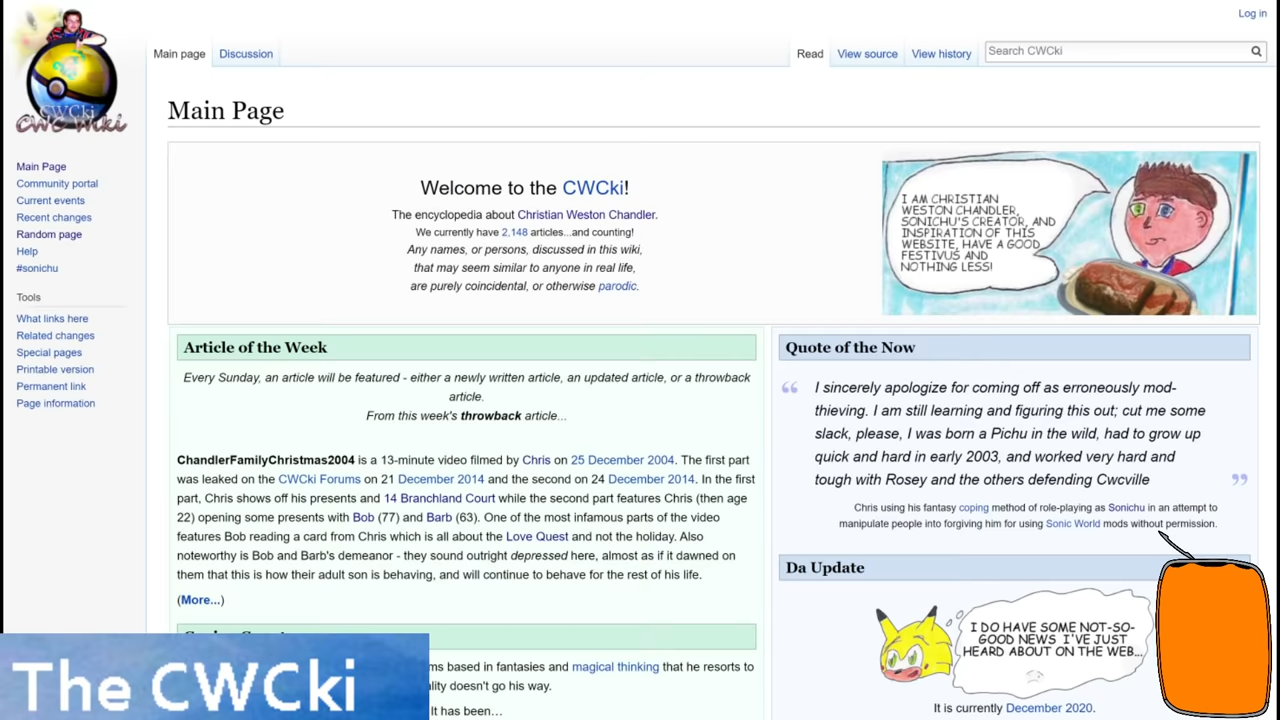 Log in
CWCki
CWC Wiki
Main page
Discussion
Read
View source
View history
Search CWCki
Main Page
Main Page
Community portal
Current events
Recent changes
Random page
Help
#sonichu
Tools
What links here
Related changes
Special pages
Printable version
Permanent link
Page information
Welcome to the CWCki!
The encyclopedia about Christian Weston Chandler.
We currently have 2,148 articles...and counting!
Any names, or persons, discussed in this wiki,
that may seem similar to anyone in real life,
are purely coincidental, or otherwise parodic.
I AM CHRISTIAN
WESTON CHANDLER,
SONICHU'S CREATOR, AND
INSPIRATION OF THIS
WEBSITE, HAVE A GOOD
FESTIVUS AND
NOTHING LESS!
Article of the Week
Every Sunday, an article will be featured - either a newly written article, an updated article, or a throwback
article.
From this week's throwback article...
ChandlerFamilyChristmas2004 is a 13-minute video filmed by Chris on 25 December 2004. The first part
was leaked on the CWCki Forums on 21 December 2014 and the second on 24 December 2014. In the first
part, Chris shows off his presents and 14 Branchland Court while the second part features Chris (then age
22) opening some presents with Bob (77) and Barb (63). One of the most infamous parts of the video
features Bob reading a card from Chris which is all about the Love Quest and not the holiday. Also
noteworthy is Bob and Barb's demeanor - they sound outright depressed here, almost as if it dawned on
them that this is how their adult son is behaving, and will continue to behave for the rest of his life.
(More...)
ms based in fantasies and magical thinking that he resorts to
ality doesn't go his way.
It has been…
Quote of the Now
“ I sincerely apologize for coming off as erroneously mod-
thieving. I am still learning and figuring this out; cut me some
slack, please, I was born a Pichu in the wild, had to grow up
quick and hard in early 2003, and worked very hard and
tough with Rosey and the others defending Cwcville ”
Chris using his fantasy coping method of role-playing as Sonichu in an attempt to
manipulate people into forgiving him for using Sonic World mods without permission.
Da Update
I DO HAVE SOME NOT-SO-
GOOD NEWS I'VE JUST
HEARD ABOUT ON THE WEB...
It is currently December 2020.
The CWCki